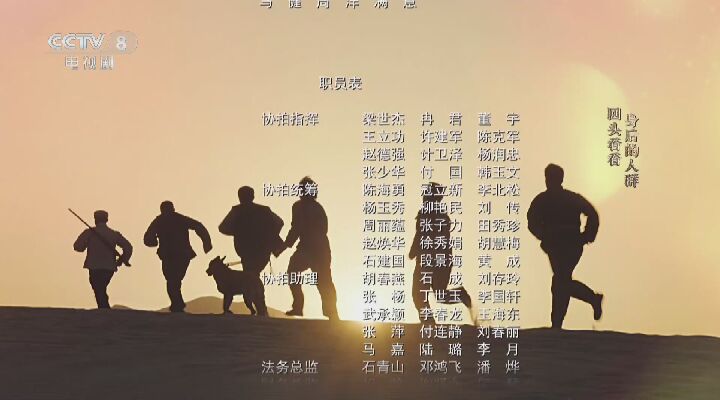 马健 周洋 满意
CCTV 8
电视剧
职员表
协拍指挥 梁世杰 冉君 董宇
王立功 许建军 陈克军
赵德强 计卫泽 杨润忠
张少华 付国 韩玉文
协拍统筹 陈海勇 寇立新 李北松
杨玉秀 柳艳民 刘传
周丽蕴 张子力 田秀珍
赵焕华 徐秀娟 胡慧梅
石建国 段景海 黄成
协拍助理 胡春燕 石成 刘存玲
张杨 丁世玉 李国轩
武承颖 李春龙 王海东
张萍 付连静 刘春丽
马嘉 陆璐 李月
法务总监 石青山 邓鸿飞 潘烨
回头看看
身后的人群